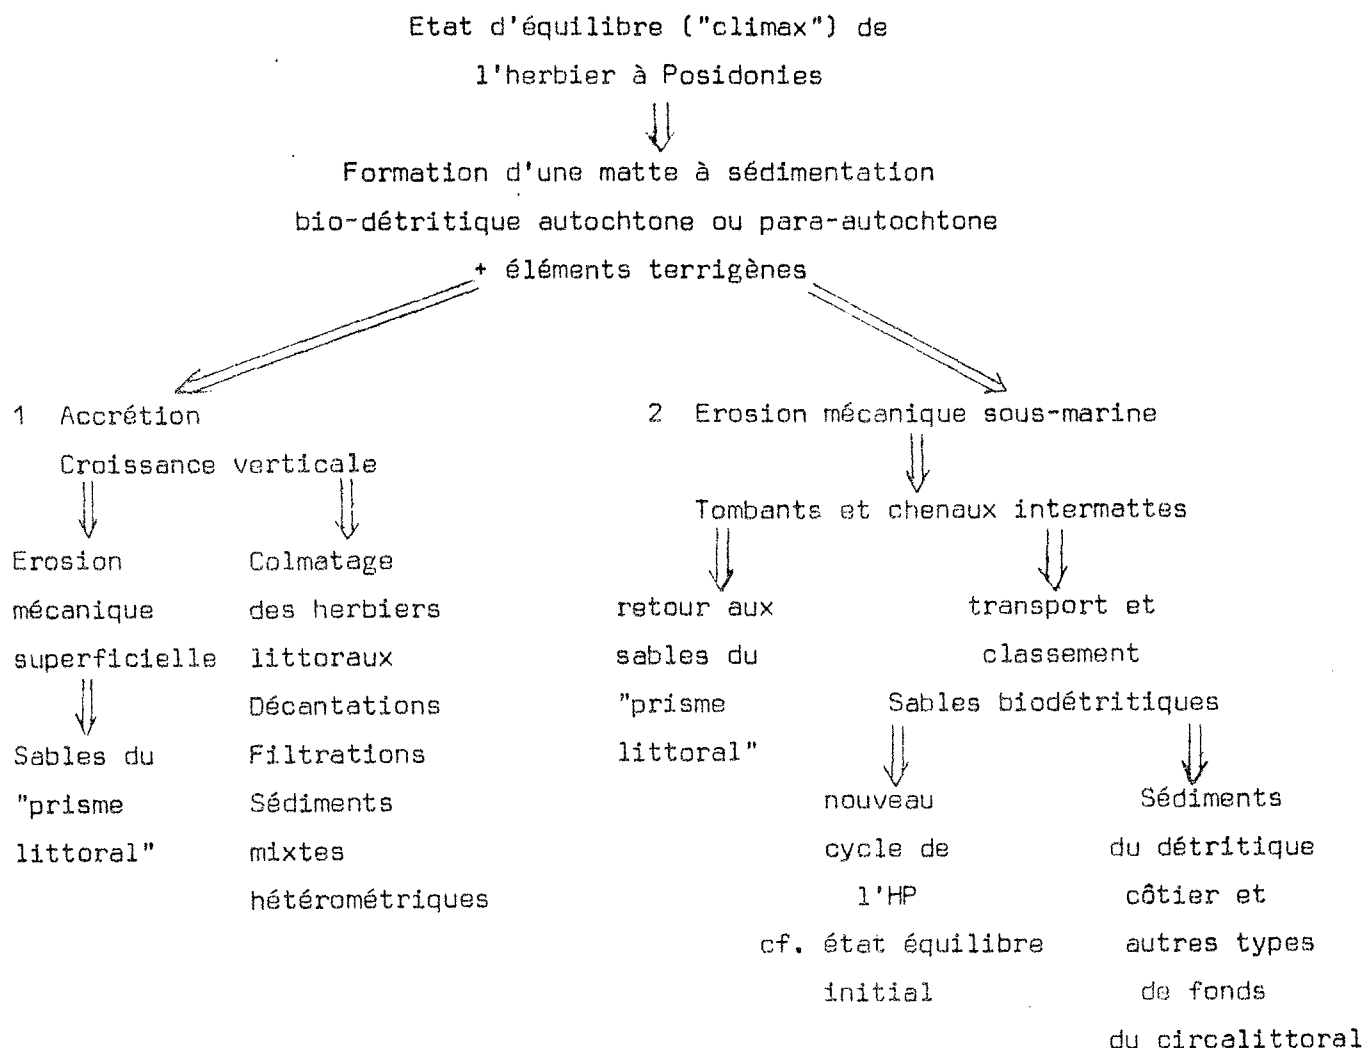 Etat d'équilibre ("climax") de
l'herbier à Posidonies
Formation d'une matte à sédimentation
bio-détritique autochtone ou para-autochtone
+ éléments terrigènes
1 Accrétion
Croissance verticale
Erosion
mécanique
superficielle
Sables du
"prisme
littoral"
Colmatage
des herbiers
littoraux
Décantations
Filtrations
Sédiments
mixtes
hétérométriques
2 Erosion mécanique sous-marine
Tombants et chenaux intermattes
retour aux
sables du
"prisme
littoral"
transport et
classement
Sables biodétritiques
nouveau
cycle de
l'HP
cf. état équilibre
initial
Sédiments
du détritique
côtier et
autres types
de fonds
du circalittoral